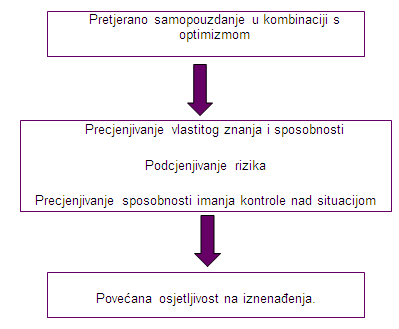 Pretjerano samopouzdanje u kombinaciji s
optimizmom
Precjenjivanje vlastitog znanja i sposobnosti
Podcjenjivanje rizika
Precjenjivanje sposobnosti imanja kontrole nad situacijom
Povećana osjetljivost na iznenađenja.